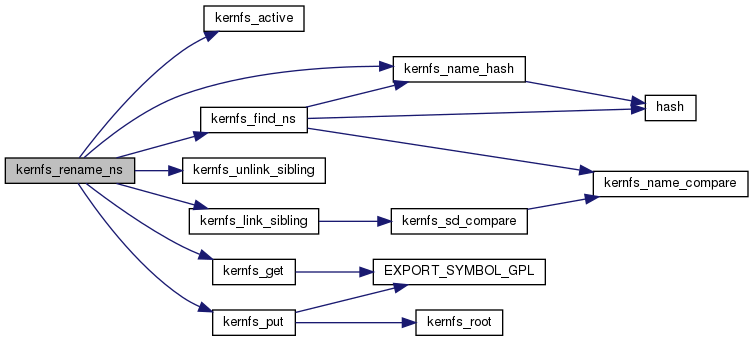 kernfs_active
kernfs_name_hash
hash
kernfs_find_ns
kernfs_rename_ns
kernfs_unlink_sibling
kernfs_name_compare
kernfs_link_sibling
kernfs_sd_compare
kernfs_get
EXPORT_SYMBOL_GPL
kernfs_put
kernfs_root